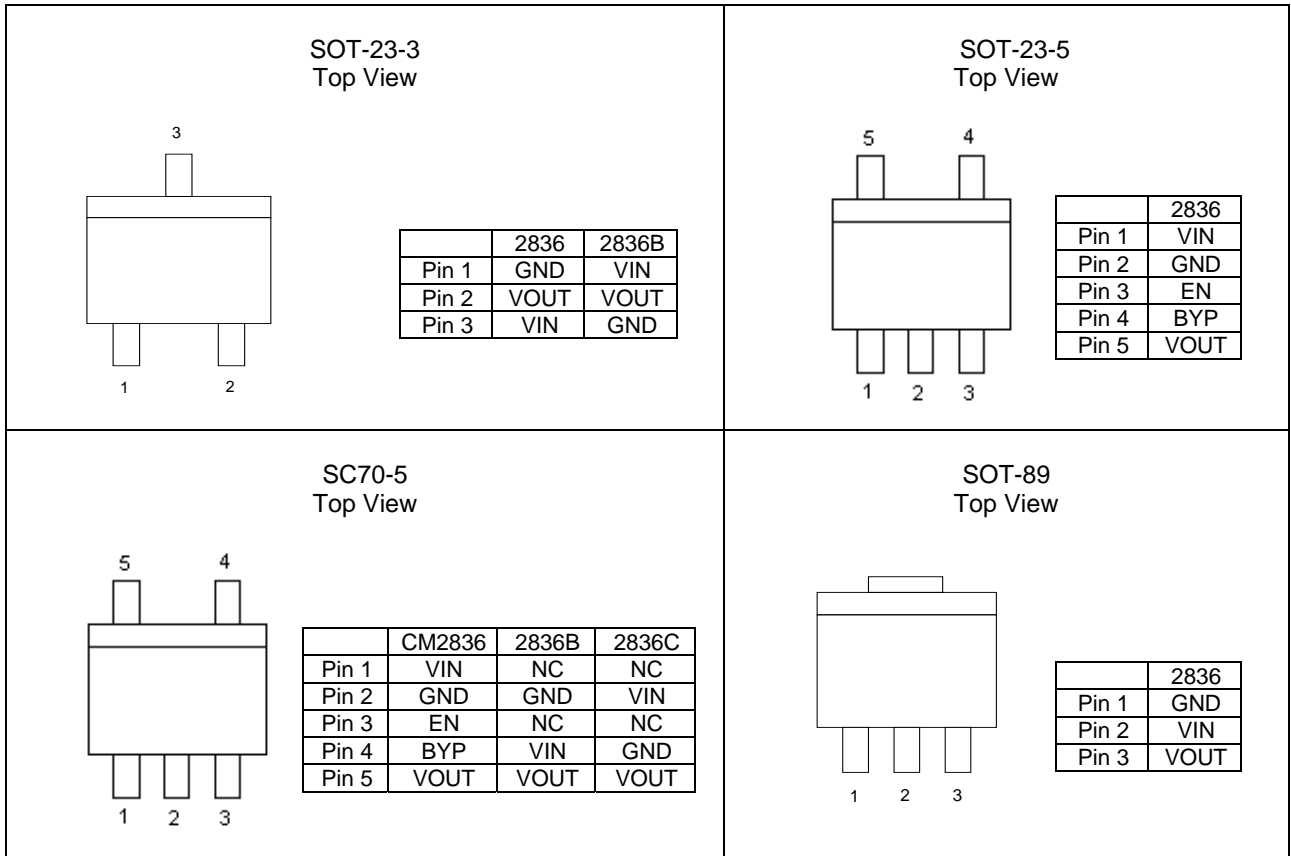 SOT-23-3
Top View
3
1 2
2836 2836B
Pin 1 GND VIN
Pin 2 VOUT VOUT
Pin 3 VIN GND
SOT-23-5
Top View
5 4
1 2 3
2836
Pin 1 VIN
Pin 2 GND
Pin 3 EN
Pin 4 BYP
Pin 5 VOUT
SC70-5
Top View
5 4
1 2 3
CM2836 2836B 2836C
Pin 1 VIN NC NC
Pin 2 GND GND VIN
Pin 3 EN NC NC
Pin 4 BYP VIN GND
Pin 5 VOUT VOUT VOUT
SOT-89
Top View
1 2 3
2836
Pin 1 GND
Pin 2 VIN
Pin 3 VOUT